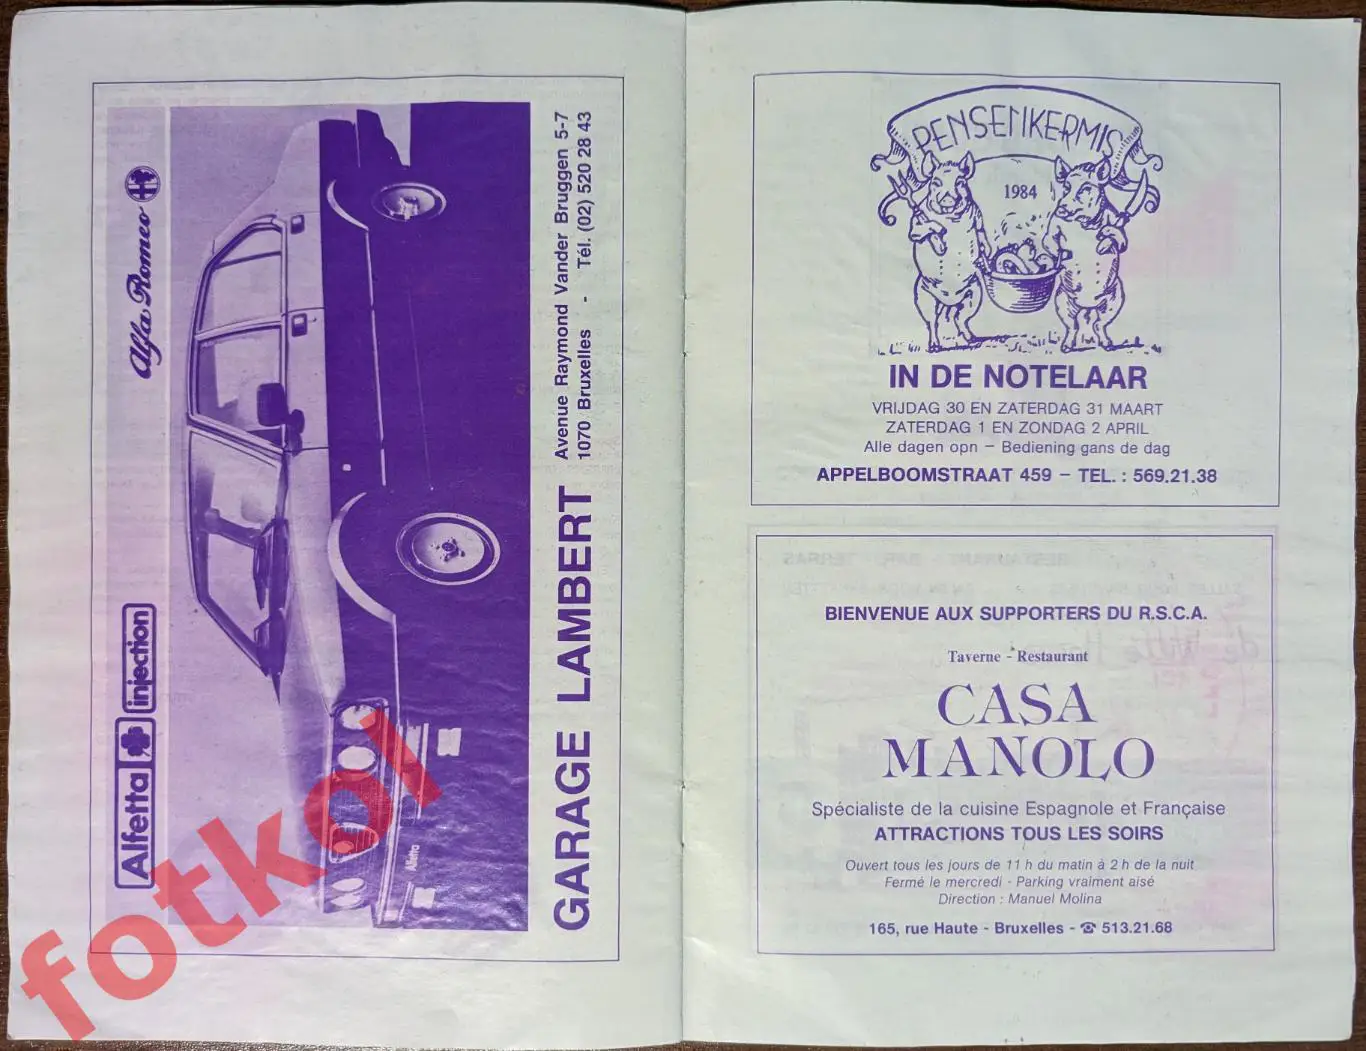 Alfa Romeo
Alfetta injection
Alfetta
GARAGE LAMBERT
Avenue Raymond Vander Bruggen 5-7
1070 Bruxelles - Tél. (02) 520 28 43
fotkol
PENSENKERMIS
1984
IN DE NOTELAAR
VRIJDAG 30 EN ZATERDAG 31 MAART
ZATERDAG 1 EN ZONDAG 2 APRIL
Alle dagen opn – Bediening gans de dag
APPELBOOMSTRAAT 459 – TEL. : 569.21.38
BIENVENUE AUX SUPPORTERS DU R.S.C.A.
Taverne - Restaurant
CASA
MANOLO
Spécialiste de la cuisine Espagnole et Française
ATTRACTIONS TOUS LES SOIRS
Ouvert tous les jours de 11 h du matin à 2 h de la nuit
Fermé le mercredi - Parking vraiment aisé
Direction : Manuel Molina
165, rue Haute - Bruxelles - ☎ 513.21.68